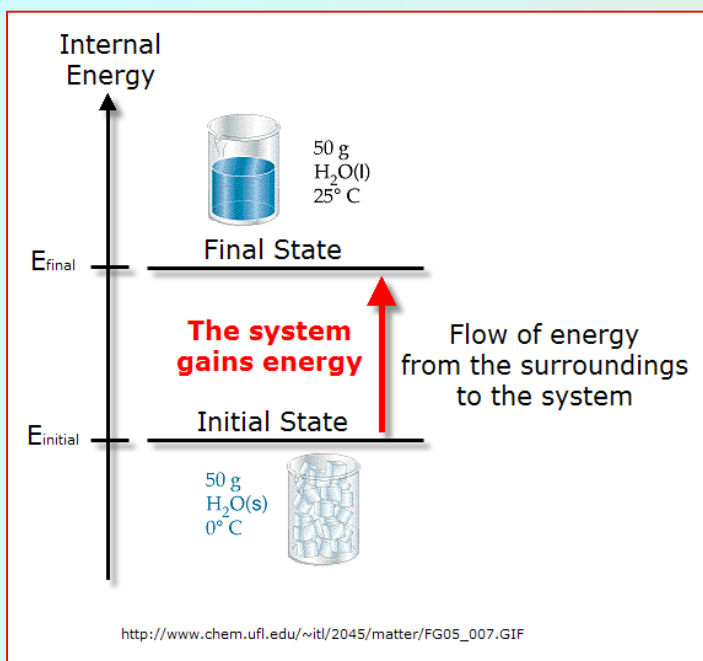 Internal
Energy
50 g
H₂O(l)
25° C
Final State
Efinal
The system
gains energy
Flow of energy
from the surroundings
to the system
Initial State
Einitial
50 g
H₂O(s)
0° C
http://www.chem.ufl.edu/~itl/2045/matter/FG05_007.GIF